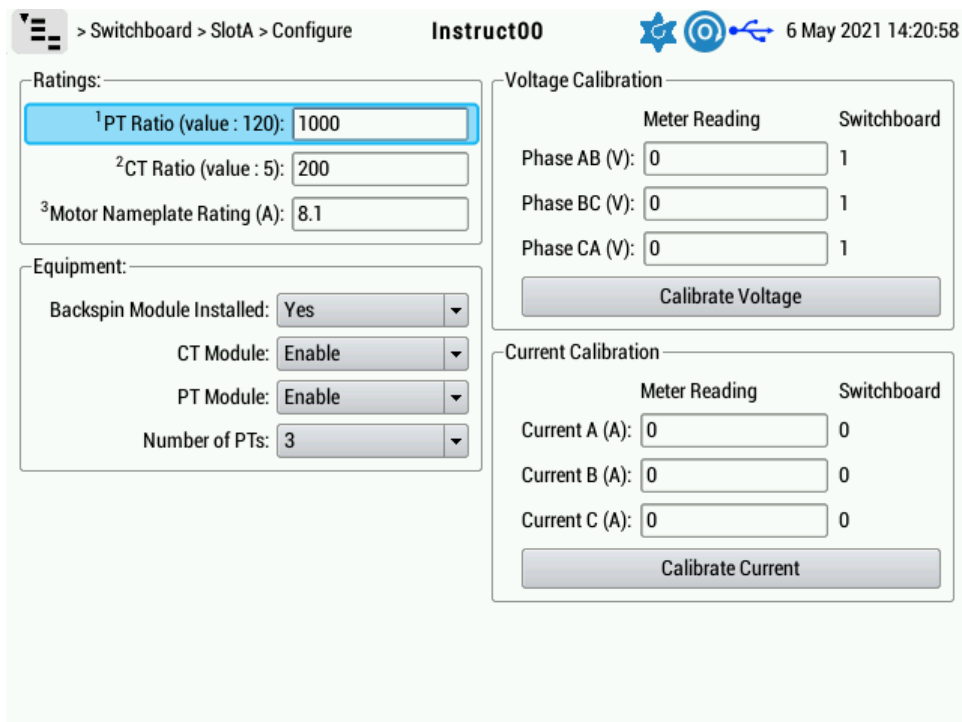 > Switchboard > SlotA > Configure Instruct00 6 May 2021 14:20:58
Ratings:
1PT Ratio (value : 120): 1000
2CT Ratio (value : 5): 200
3Motor Nameplate Rating (A): 8.1
Equipment:
Backspin Module Installed: Yes
CT Module: Enable
PT Module: Enable
Number of PTs: 3
Voltage Calibration
Meter Reading Switchboard
Phase AB (V): 0 1
Phase BC (V): 0 1
Phase CA (V): 0 1
Calibrate Voltage
Current Calibration
Meter Reading Switchboard
Current A (A): 0 0
Current B (A): 0 0
Current C (A): 0 0
Calibrate Current